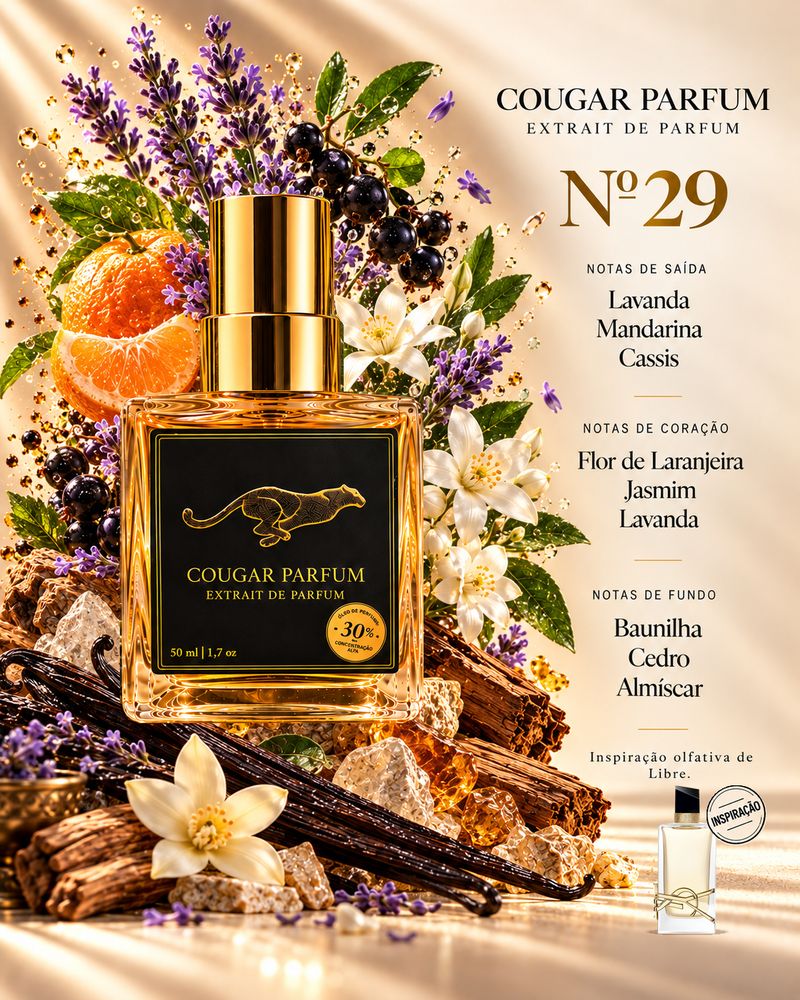 COUGAR PARFUM
EXTRAIT DE PARFUM
Nº 29
NOTAS DE SAÍDA
Lavanda
Mandarina
Cassis
NOTAS DE CORAÇÃO
Flor de Laranjeira
Jasmim
Lavanda
NOTAS DE FUNDO
Baunilha
Cedro
Almíscar
Inspiração olfativa de
Libre.
INSPIRAÇÃO
COUGAR PARFUM
EXTRAIT DE PARFUM
50 ml | 1,7 oz
ÓLEO DE PERFUME
30%
CONCENTRAÇÃO
ALTA